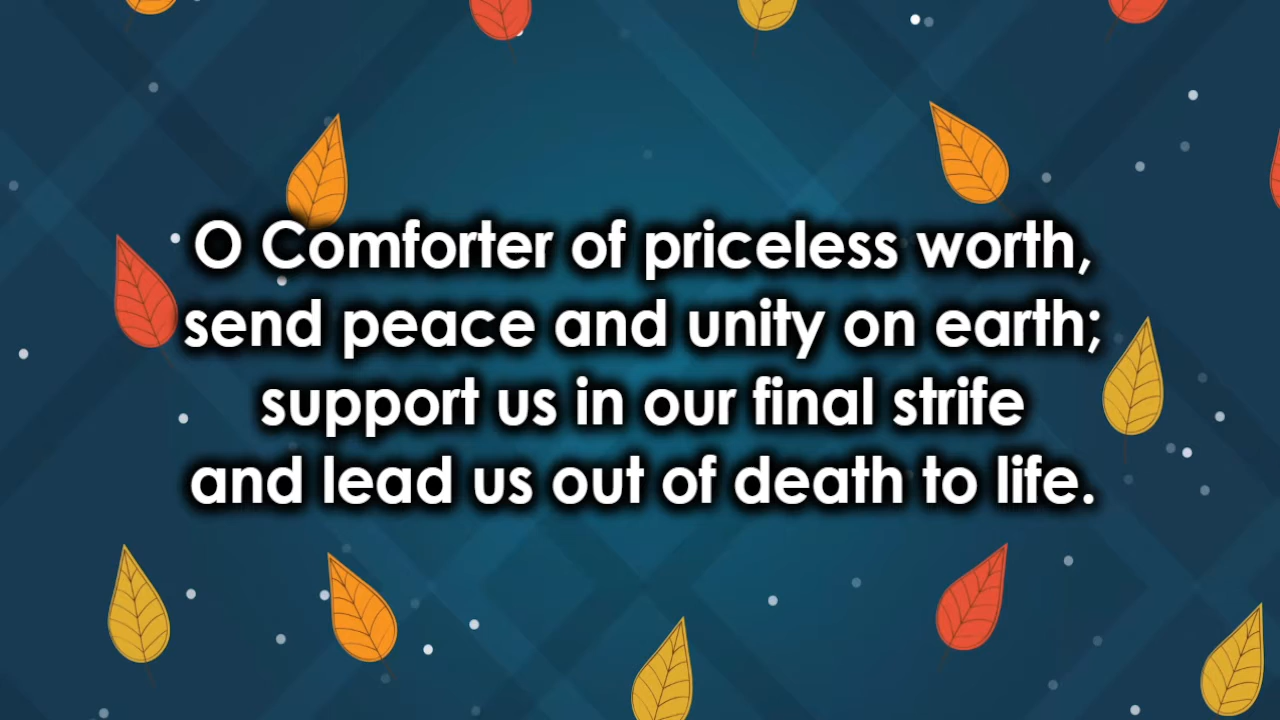 O Comforter of priceless worth,
send peace and unity on earth;
support us in our final strife
and lead us out of death to life.